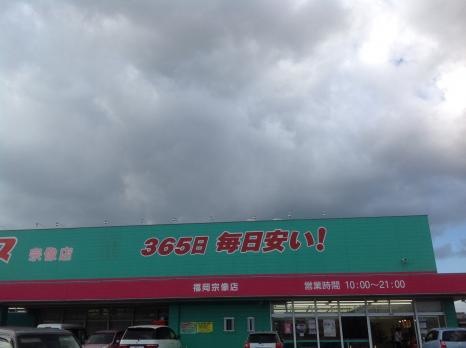 ス 宗像店
365日 毎日安い!
福岡宗像店
営業時間 10:00～21:00